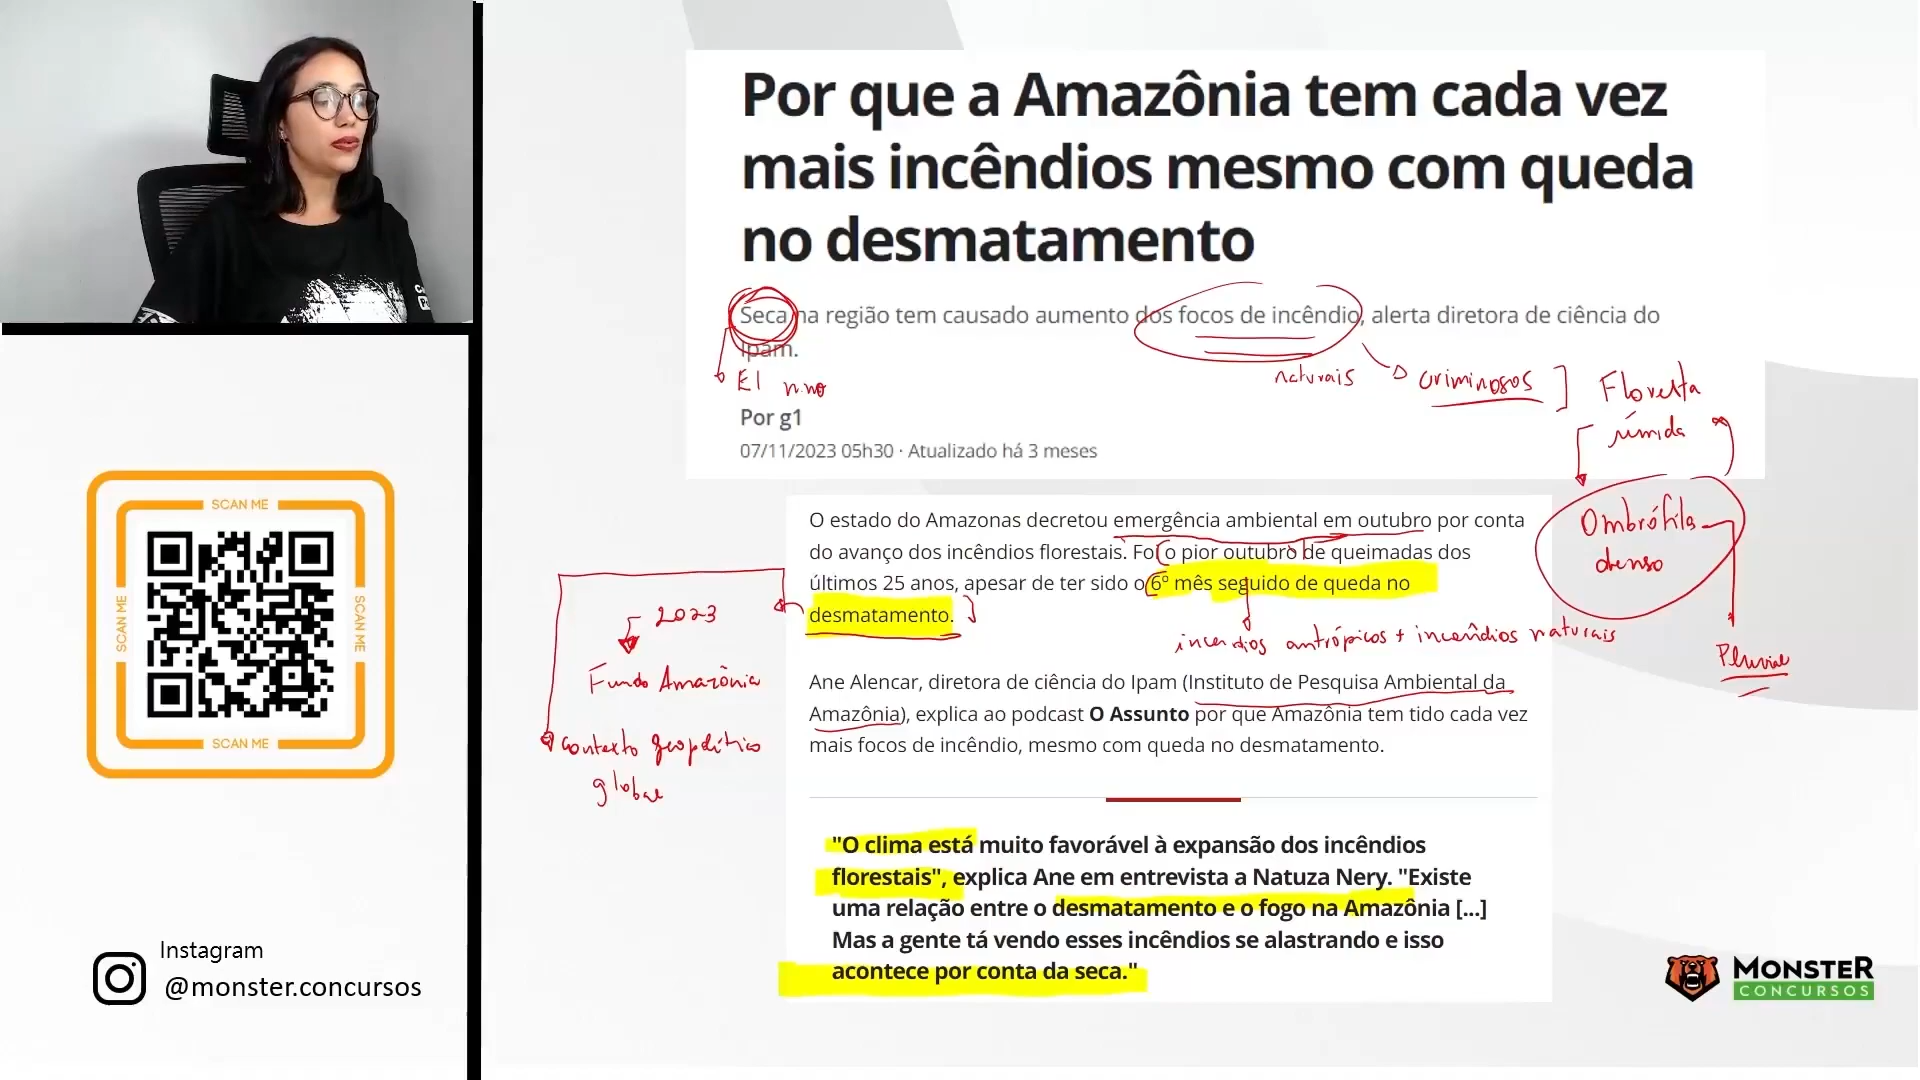 Por que a Amazônia tem cada vez
mais incêndios mesmo com queda
no desmatamento
Seca na região tem causado aumento dos focos de incêndio, alerta diretora de ciência do
Ipam.
El nino
naturais
criminosos
Floresta
úmida
Por g1
07/11/2023 05h30 · Atualizado há 3 meses
Ombrófila
denso
Pluvial
O estado do Amazonas decretou emergência ambiental em outubro por conta
do avanço dos incêndios florestais. Foi o pior outubro de queimadas dos
últimos 25 anos, apesar de ter sido o 6º mês seguido de queda no
desmatamento.
incendios antrópicos + incendios naturais
2023
Fundo Amazônia
contexto geopolítico
global
Ane Alencar, diretora de ciência do Ipam (Instituto de Pesquisa Ambiental da
Amazônia), explica ao podcast O Assunto por que Amazônia tem tido cada vez
mais focos de incêndio, mesmo com queda no desmatamento.
"O clima está muito favorável à expansão dos incêndios
florestais", explica Ane em entrevista a Natuza Nery. "Existe
uma relação entre o desmatamento e o fogo na Amazônia [...]
Mas a gente tá vendo esses incêndios se alastrando e isso
acontece por conta da seca."
SCAN ME
SCAN ME
SCAN ME
SCAN ME
Instagram
@monster.concursos
MONSTER
CONCURSOS